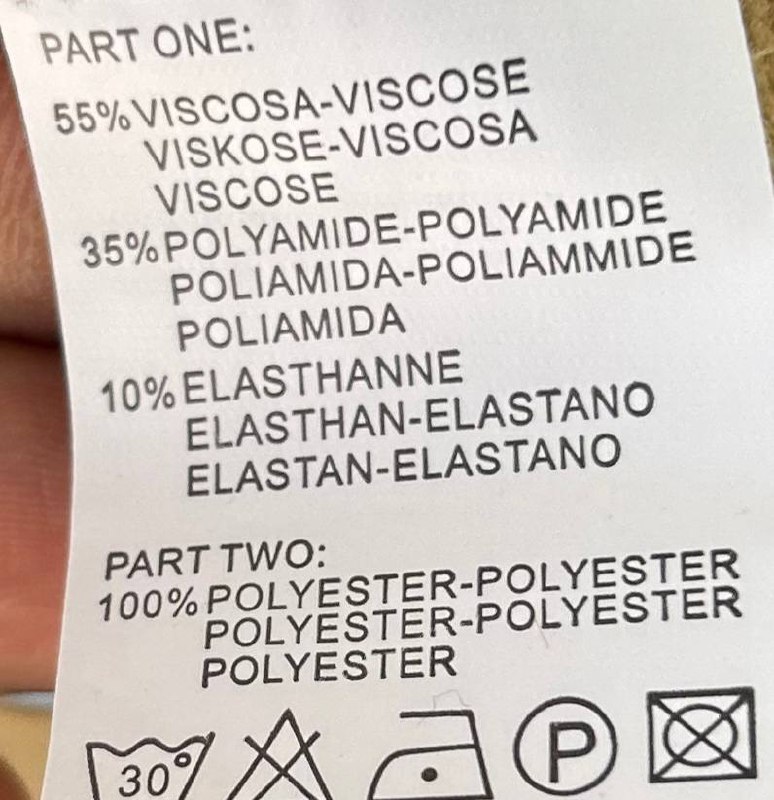 PART ONE:
55% VISCOSA-VISCOSE
VISKOSE-VISCOSA
VISCOSE
35% POLYAMIDE-POLYAMIDE
POLIAMIDA-POLIAMMIDE
POLIAMIDA
10% ELASTHANNE
ELASTHAN-ELASTANO
ELASTAN-ELASTANO
PART TWO:
100% POLYESTER-POLYESTER
POLYESTER-POLYESTER
POLYESTER
30° P